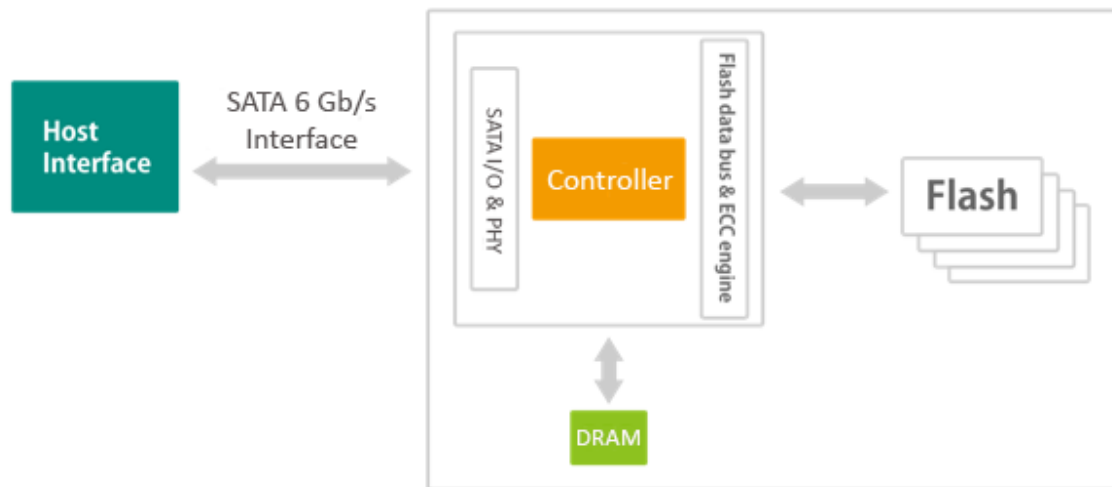 Host
Interface
SATA 6 Gb/s
Interface
SATA I/O & PHY
Controller
Flash data bus & ECC engine
Flash
DRAM